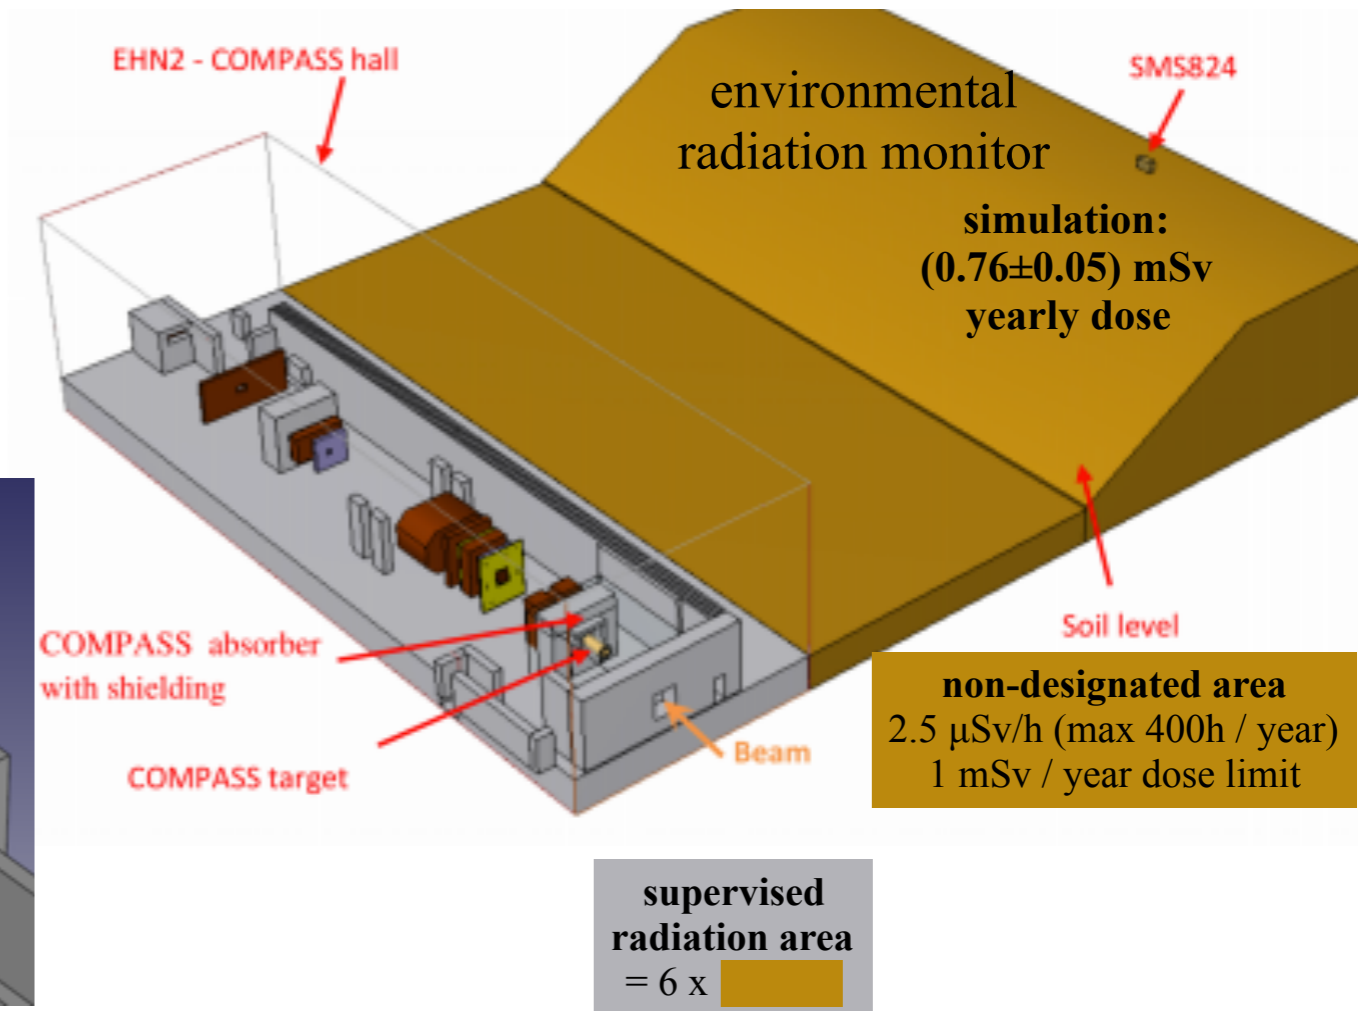 EHN2 - COMPASS hall
SMS824
environmental
radiation monitor
simulation:
(0.76±0.05) mSv
yearly dose
COMPASS absorber
with shielding
COMPASS target
Beam
Soil level
non-designated area
2.5 μSv/h (max 400h / year)
1 mSv / year dose limit
supervised
radiation area
= 6 x